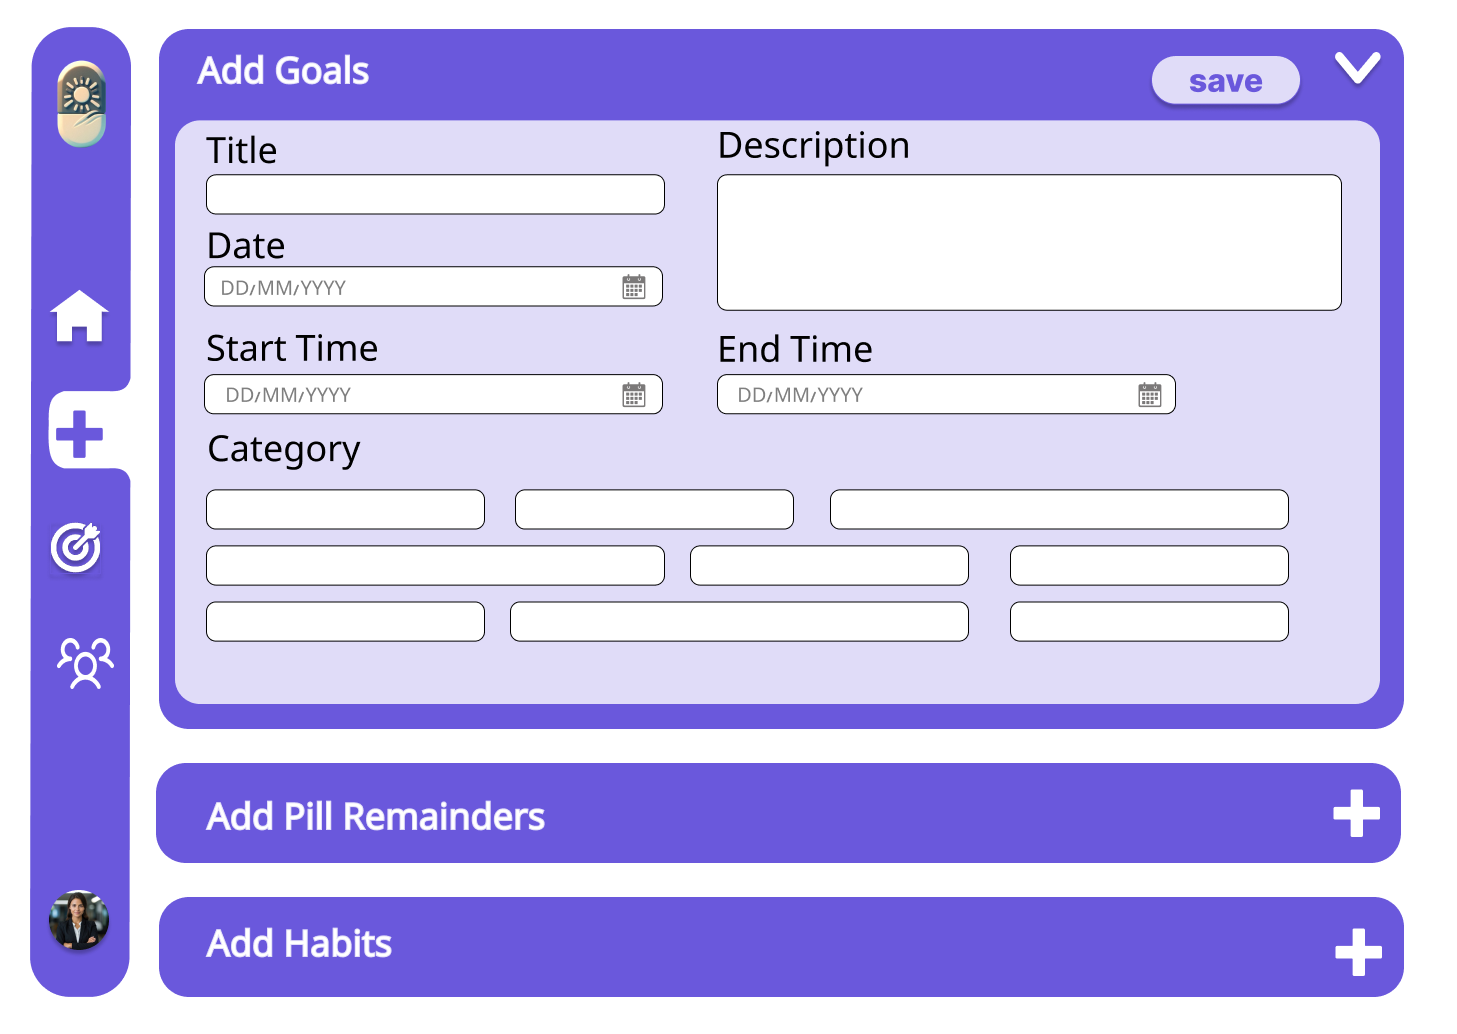 Add Goals
save
Title
Description
Date
DD/MM/YYYY
Start Time
End Time
DD/MM/YYYY
DD/MM/YYYY
Category
Add Pill Remainders
Add Habits